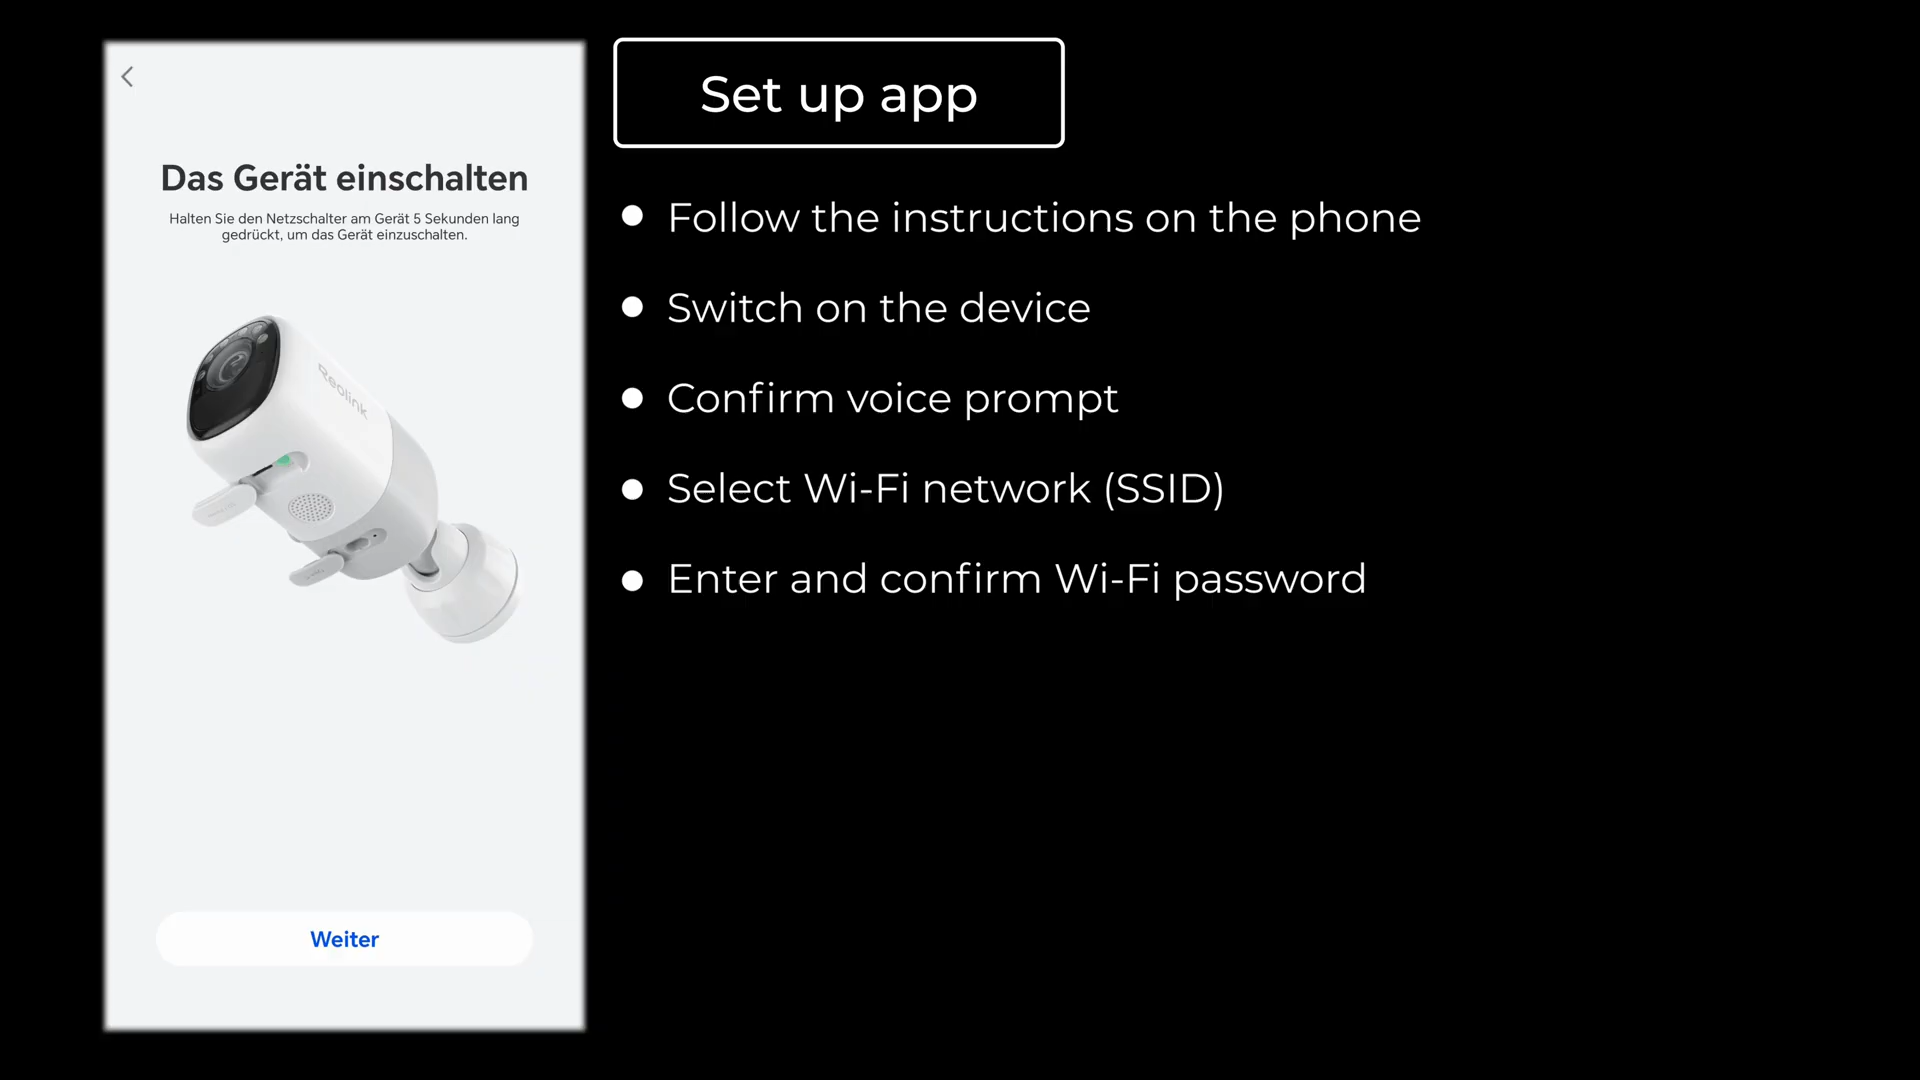 Das Gerät einschalten
Halten Sie den Netzschalter am Gerät 5 Sekunden lang
gedrückt, um das Gerät einzuschalten.
Reolink
Weiter
Set up app
Follow the instructions on the phone
Switch on the device
Confirm voice prompt
Select Wi-Fi network (SSID)
Enter and confirm Wi-Fi password